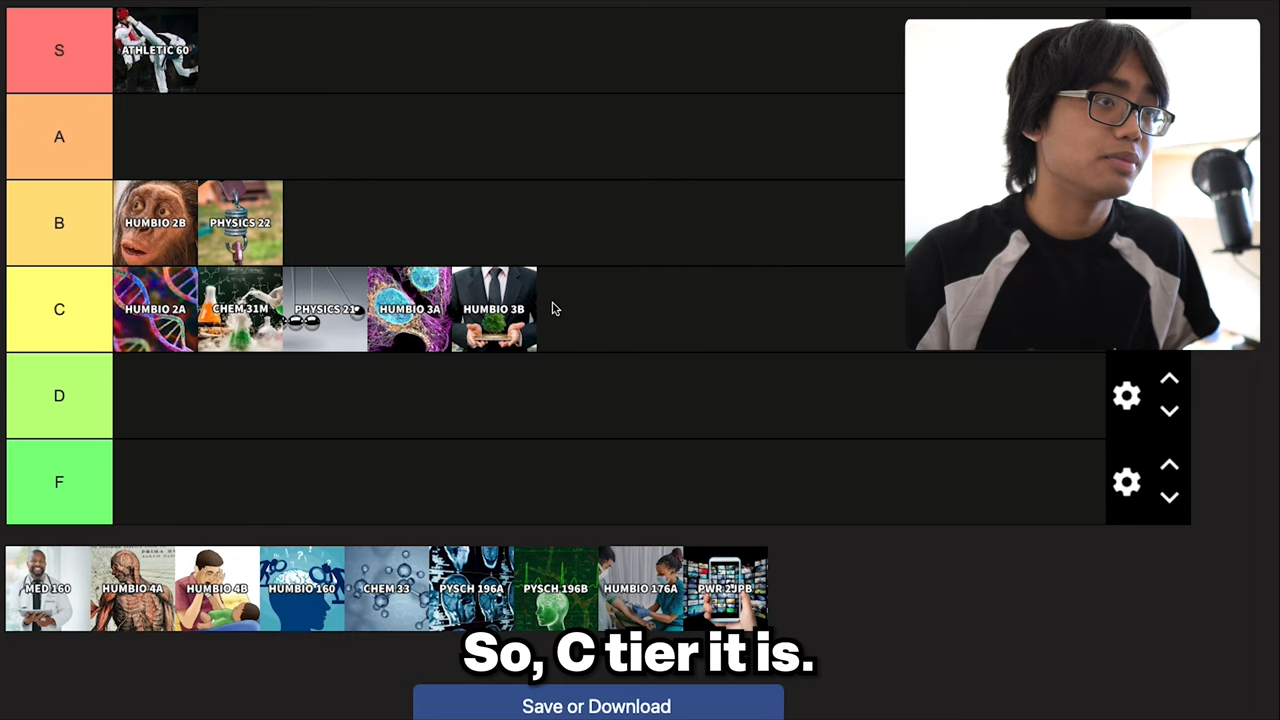 S
ATHLETIC 60
A
B
HUMBIO 2B
PHYSICS 22
C
HUMBIO 2A
CHEM 31M
PHYSICS 21
HUMBIO 3A
HUMBIO 3B
D
F
MED 160
HUMBIO 4A
HUMBIO 4B
HUMBIO 160
CHEM 33
PYSCH 196A
PYSCH 196B
HUMBIO 176A
PWR 2JPB
So, C tier it is.
Save or Download